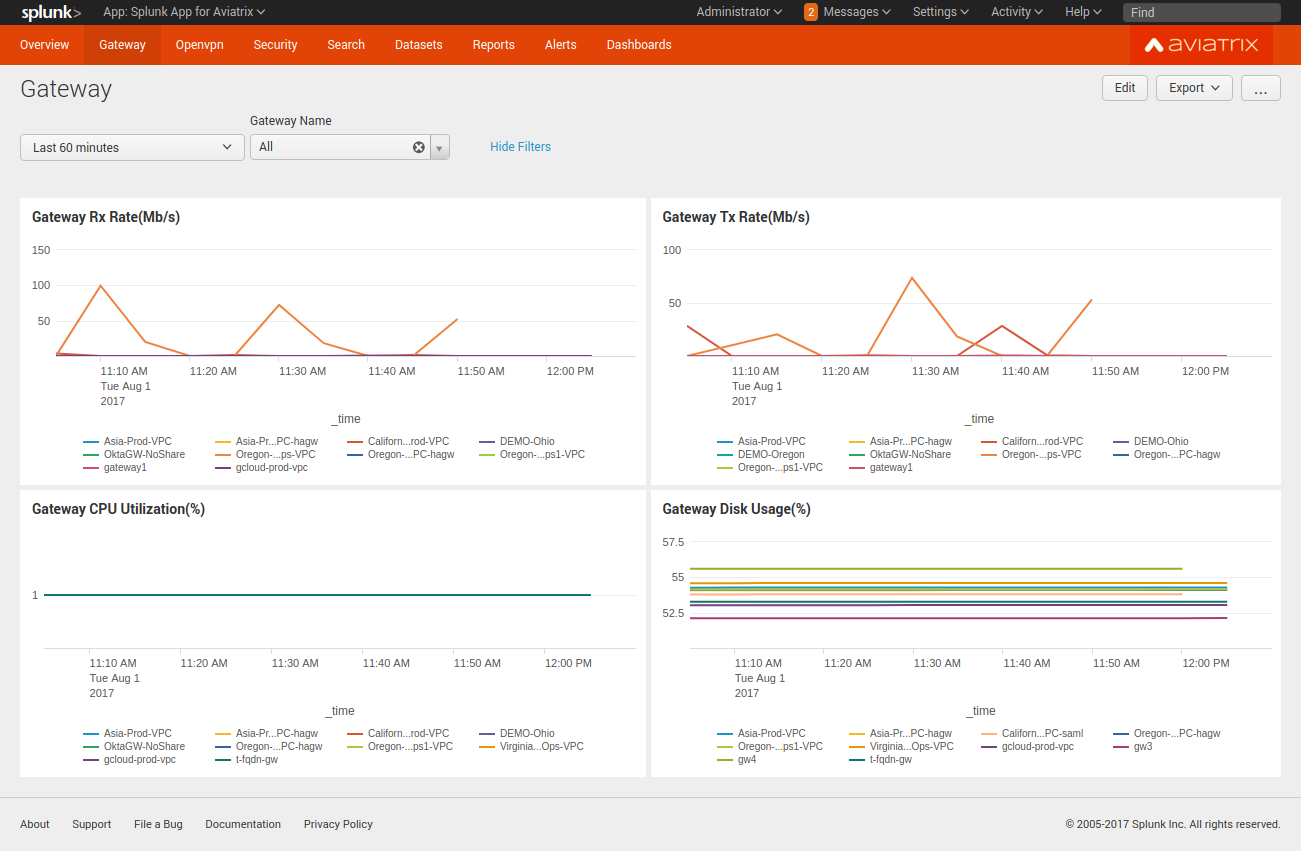 splunk> App: Splunk App for Aviatrix Administrator 2 Messages Settings Activity Help Find
Overview Gateway Openvpn Security Search Datasets Reports Alerts Dashboards aviatrix
Gateway Edit Export ...
Gateway Name
Last 60 minutes All Hide Filters
Gateway Rx Rate(Mb/s)
150
100
50
11:10 AM 11:20 AM 11:30 AM 11:40 AM 11:50 AM 12:00 PM
Tue Aug 1
2017
_time
Asia-Prod-VPC Asia-Pr...PC-hagw Californ...rod-VPC DEMO-Ohio
OktaGW-NoShare Oregon-...ps-VPC Oregon-...PC-hagw Oregon-...ps1-VPC
gateway1 gcloud-prod-vpc
Gateway Tx Rate(Mb/s)
100
50
11:10 AM 11:20 AM 11:30 AM 11:40 AM 11:50 AM 12:00 PM
Tue Aug 1
2017
_time
Asia-Prod-VPC Asia-Pr...PC-hagw Californ...rod-VPC DEMO-Ohio
DEMO-Oregon OktaGW-NoShare Oregon-...ps-VPC Oregon-...PC-hagw
Oregon-...ps1-VPC gateway1
Gateway CPU Utilization(%)
1
11:10 AM 11:20 AM 11:30 AM 11:40 AM 11:50 AM 12:00 PM
Tue Aug 1
2017
_time
Asia-Prod-VPC Asia-Pr...PC-hagw Californ...rod-VPC DEMO-Ohio
OktaGW-NoShare Oregon-...PC-hagw Oregon-...ps1-VPC Virginia...Ops-VPC
gcloud-prod-vpc t-fqdn-gw
Gateway Disk Usage(%)
57.5
55
52.5
11:10 AM 11:20 AM 11:30 AM 11:40 AM 11:50 AM 12:00 PM
Tue Aug 1
2017
_time
Asia-Prod-VPC Asia-Pr...PC-hagw Californ...PC-saml Oregon-...PC-hagw
Oregon-...ps1-VPC Virginia...Ops-VPC gcloud-prod-vpc gw3
gw4 t-fqdn-gw
About Support File a Bug Documentation Privacy Policy © 2005-2017 Splunk Inc. All rights reserved.